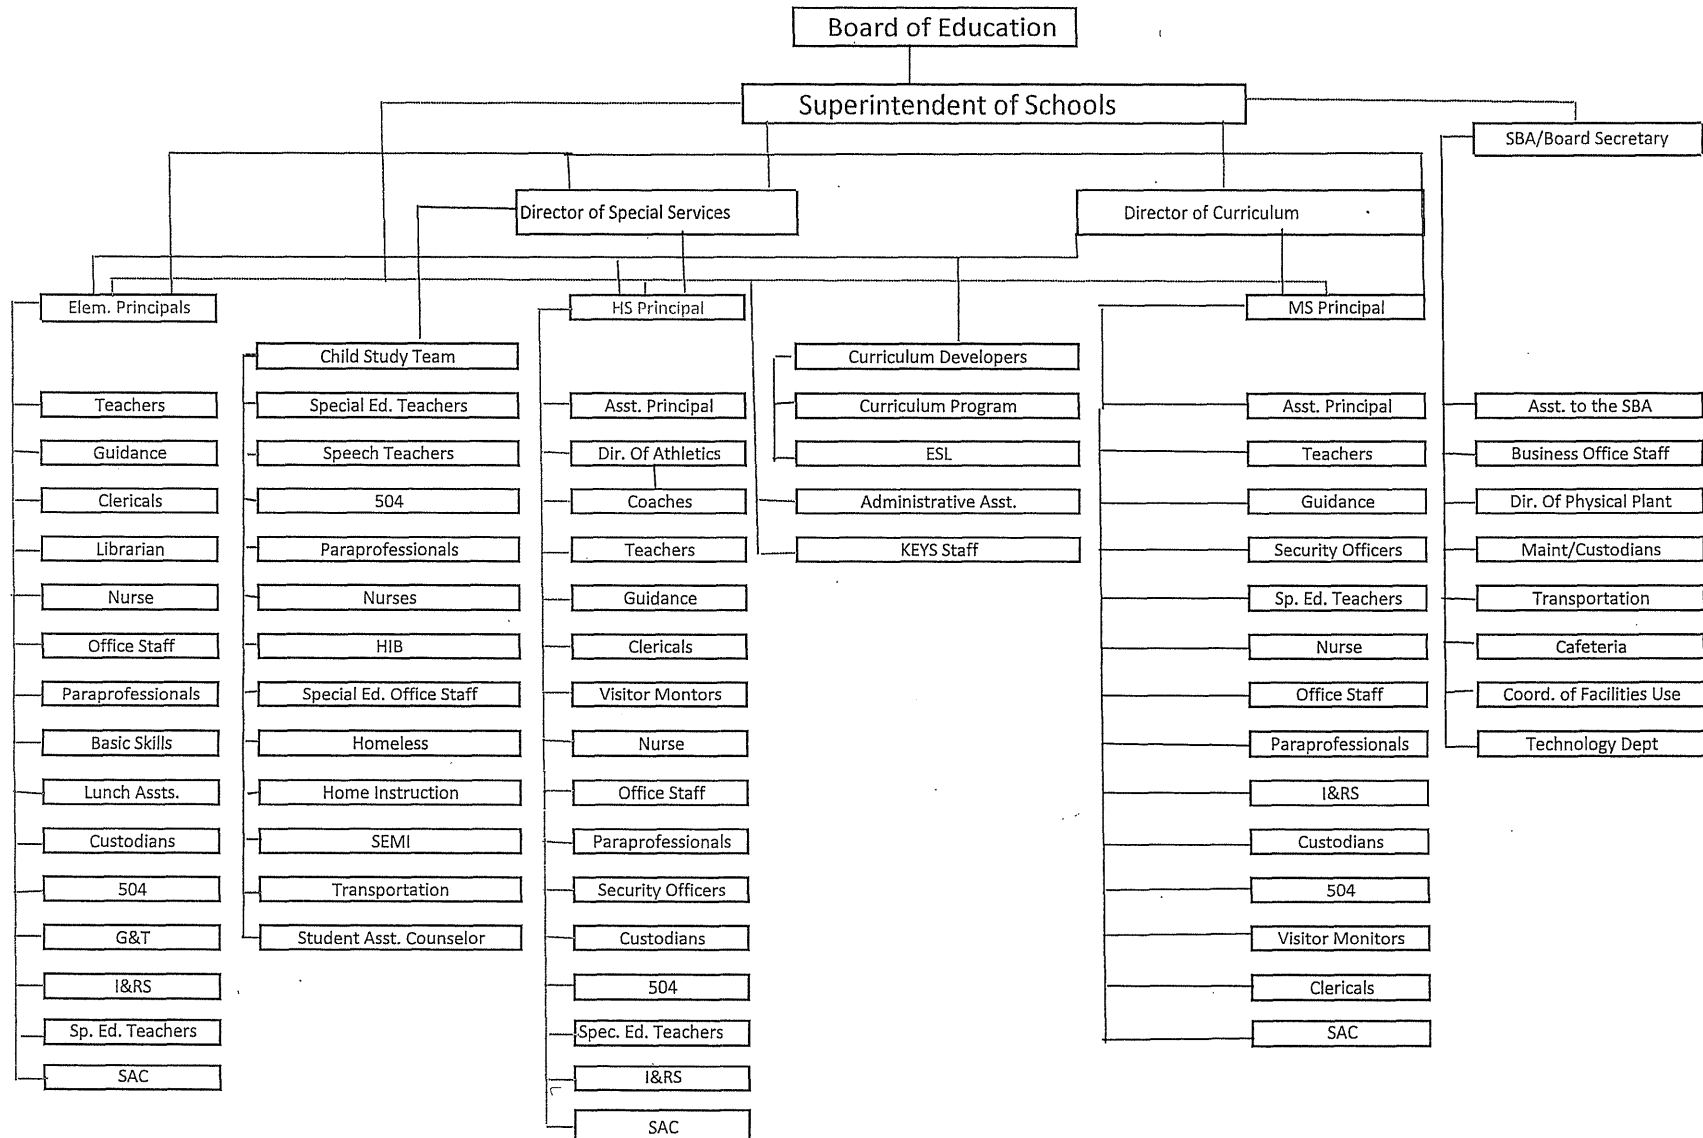 Board of Education
Superintendent of Schools
SBA/Board Secretary
Director of Special Services
Director of Curriculum
Elem. Principals
HS Principal
MS Principal
Child Study Team
Curriculum Developers
Teachers
Special Ed. Teachers
Asst. Principal
Curriculum Program
Asst. Principal
Asst. to the SBA
Guidance
Speech Teachers
Dir. Of Athletics
ESL
Teachers
Business Office Staff
Clericals
504
Coaches
Administrative Asst.
Guidance
Dir. Of Physical Plant
Librarian
Paraprofessionals
Teachers
KEYS Staff
Security Officers
Maint/Custodians
Nurse
Nurses
Guidance
Sp. Ed. Teachers
Transportation
Office Staff
HIB
Clericals
Nurse
Cafeteria
Paraprofessionals
Special Ed. Office Staff
Visitor Montors
Office Staff
Coord. of Facilities Use
Basic Skills
Homeless
Nurse
Paraprofessionals
Technology Dept
Lunch Assts.
Home Instruction
Office Staff
I&RS
Custodians
SEMI
Paraprofessionals
Custodians
504
Transportation
Security Officers
504
G&T
Student Asst. Counselor
Custodians
Visitor Monitors
I&RS
504
Clericals
Sp. Ed. Teachers
Spec. Ed. Teachers
SAC
SAC
I&RS
SAC